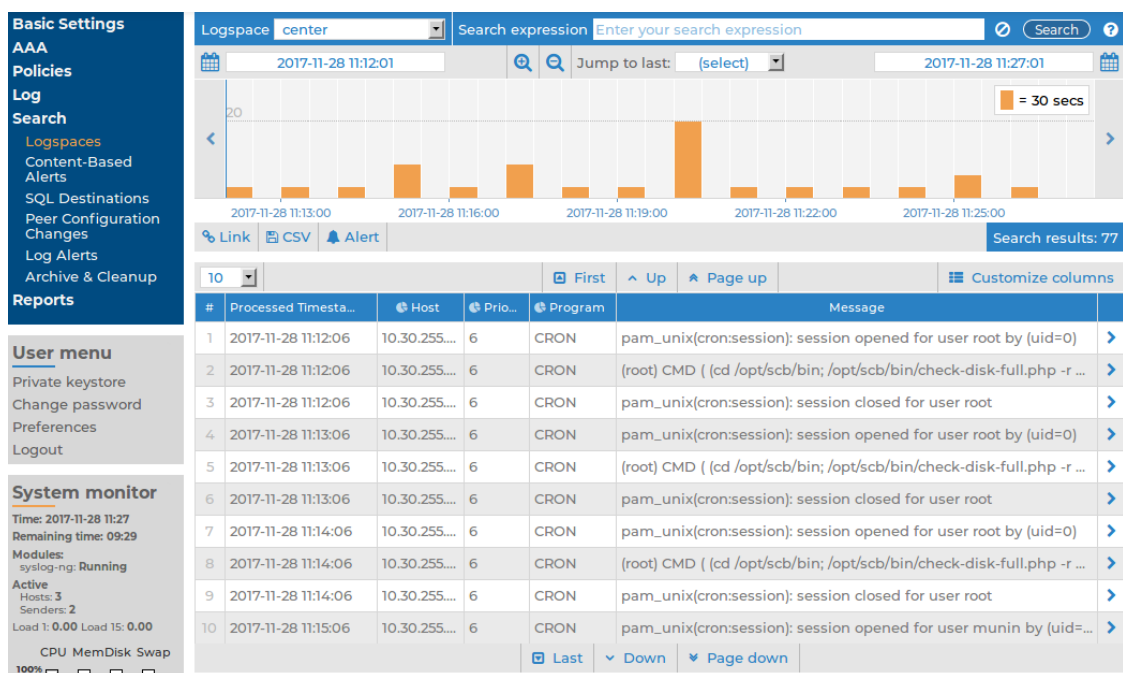 Basic Settings
AAA
Policies
Log
Search
Logspaces
Content-Based
Alerts
SQL Destinations
Peer Configuration
Changes
Log Alerts
Archive & Cleanup
Reports
User menu
Private keystore
Change password
Preferences
Logout
System monitor
Time: 2017-11-28 11:27
Remaining time: 09:29
Modules:
syslog-ng: Running
Active
Hosts: 3
Senders: 2
Load 1: 0.00 Load 15: 0.00
CPU MemDisk Swap
100%
Logspace center Search expression Enter your search expression Search ?
2017-11-28 11:12:01 Jump to last: (select) 2017-11-28 11:27:01
= 30 secs
20
2017-11-28 11:13:00 2017-11-28 11:16:00 2017-11-28 11:19:00 2017-11-28 11:22:00 2017-11-28 11:25:00
Link CSV Alert Search results: 77
10 First Up Page up Customize columns
# Processed Timesta... Host Prio... Program Message
1 2017-11-28 11:12:06 10.30.255.... 6 CRON pam_unix(cron:session): session opened for user root by (uid=0)
2 2017-11-28 11:12:06 10.30.255.... 6 CRON (root) CMD ( (cd /opt/scb/bin; /opt/scb/bin/check-disk-full.php -r ...
3 2017-11-28 11:12:06 10.30.255.... 6 CRON pam_unix(cron:session): session closed for user root
4 2017-11-28 11:13:06 10.30.255.... 6 CRON pam_unix(cron:session): session opened for user root by (uid=0)
5 2017-11-28 11:13:06 10.30.255.... 6 CRON (root) CMD ( (cd /opt/scb/bin; /opt/scb/bin/check-disk-full.php -r ...
6 2017-11-28 11:13:06 10.30.255.... 6 CRON pam_unix(cron:session): session closed for user root
7 2017-11-28 11:14:06 10.30.255.... 6 CRON pam_unix(cron:session): session opened for user root by (uid=0)
8 2017-11-28 11:14:06 10.30.255.... 6 CRON (root) CMD ( (cd /opt/scb/bin; /opt/scb/bin/check-disk-full.php -r ...
9 2017-11-28 11:14:06 10.30.255.... 6 CRON pam_unix(cron:session): session closed for user root
10 2017-11-28 11:15:06 10.30.255.... 6 CRON pam_unix(cron:session): session opened for user munin by (uid=...
Last Down Page down